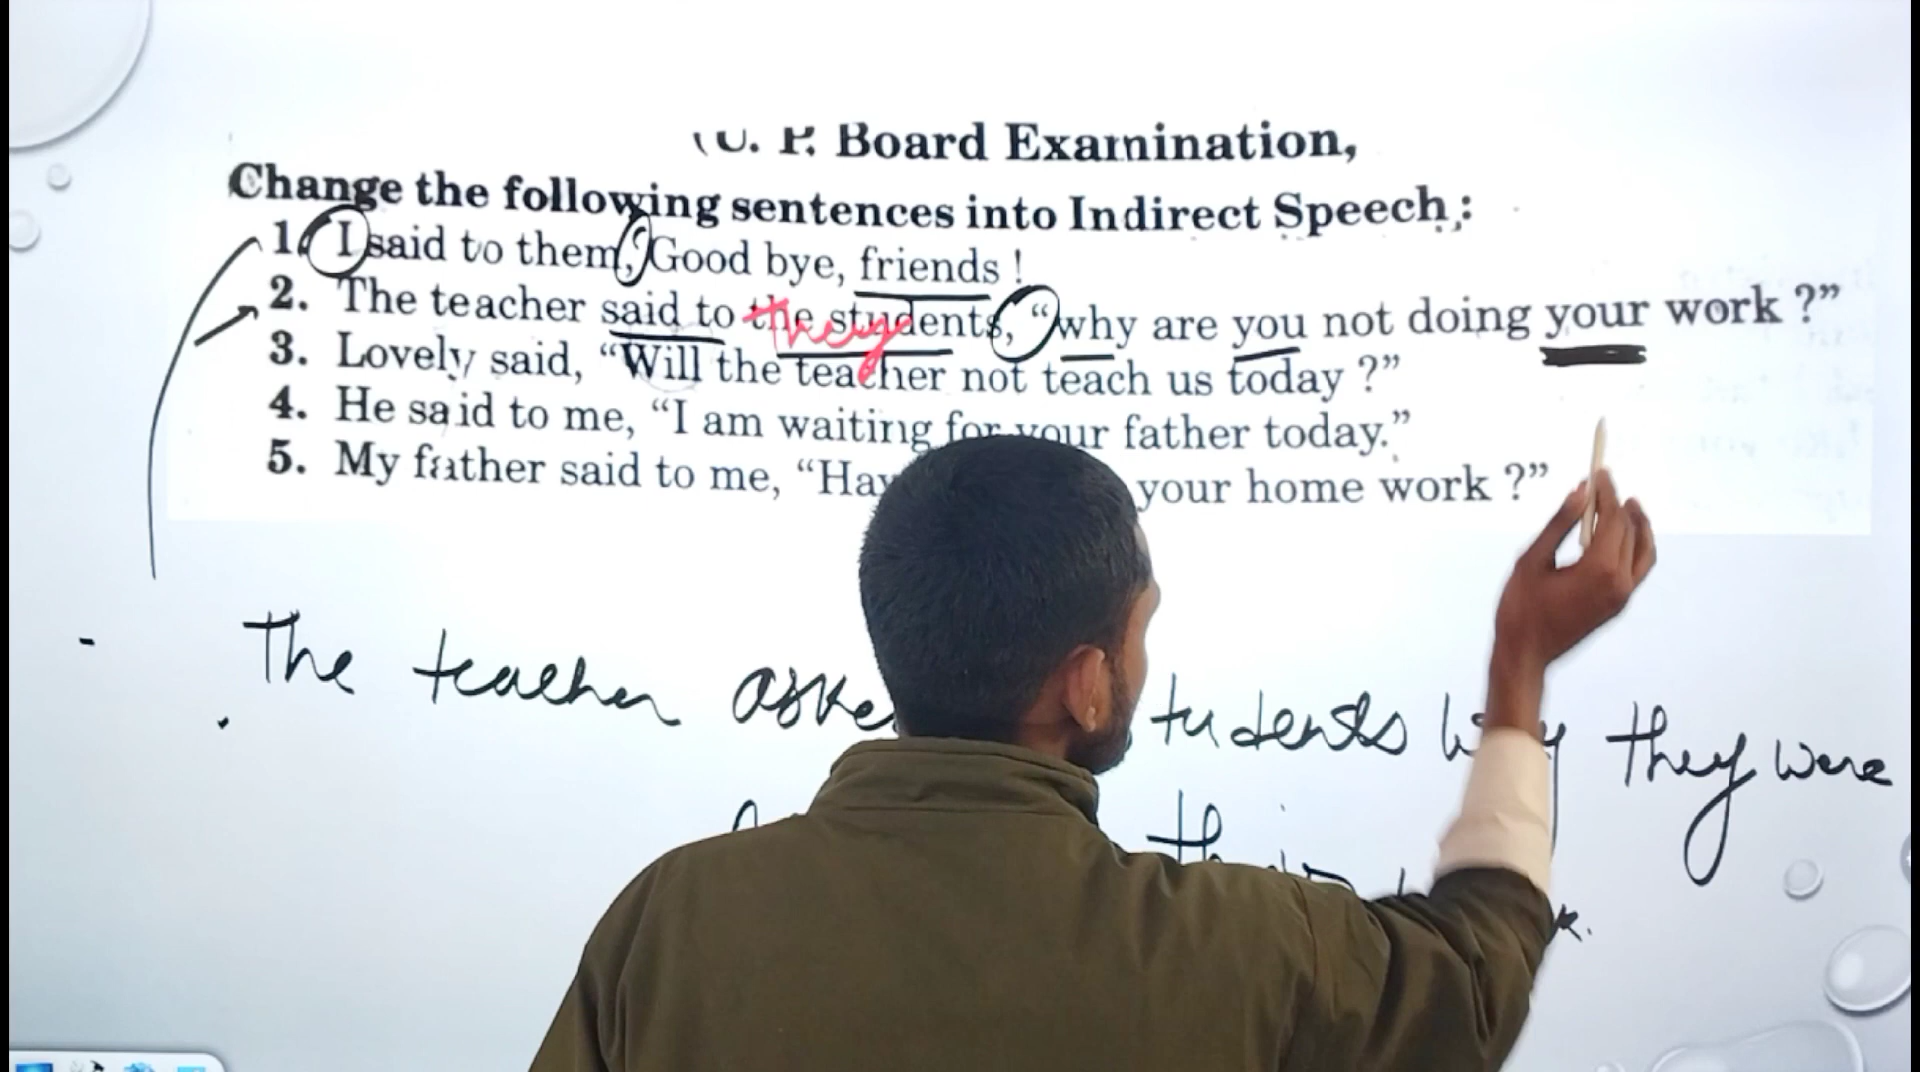 (U. P. Board Examination,
Change the following sentences into Indirect Speech :
1. I said to them, "Good bye, friends !
2. The teacher said to the students, “why are you not doing your work ?”
they
3. Lovely said, “Will the teacher not teach us today ?”
4. He said to me, “I am waiting for your father today.”
5. My father said to me, “Hav your home work ?”
The teacher aske tudents they were